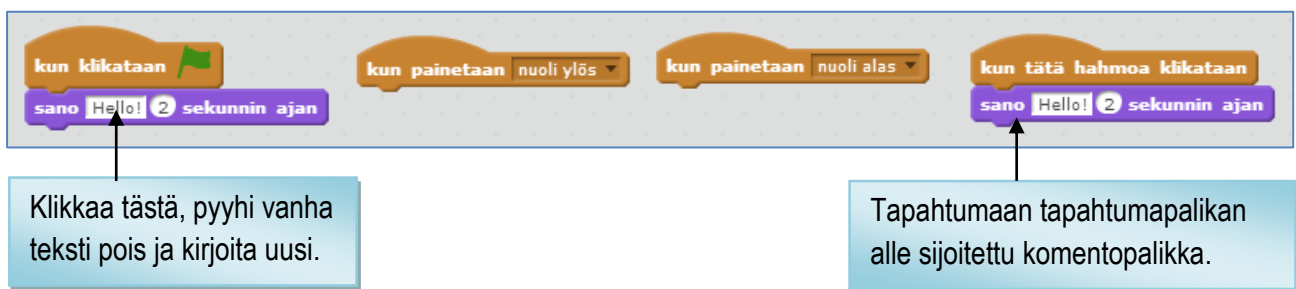 kun klikataan
sano Hello! 2 sekunnin ajan
kun painetaan nuoli ylös
kun painetaan nuoli alas
kun tätä hahmoa klikataan
sano Hello! 2 sekunnin ajan
Klikkaa tästä, pyyhi vanha
teksti pois ja kirjoita uusi.
Tapahtumaan tapahtumapalikan
alle sijoitettu komentopalikka.